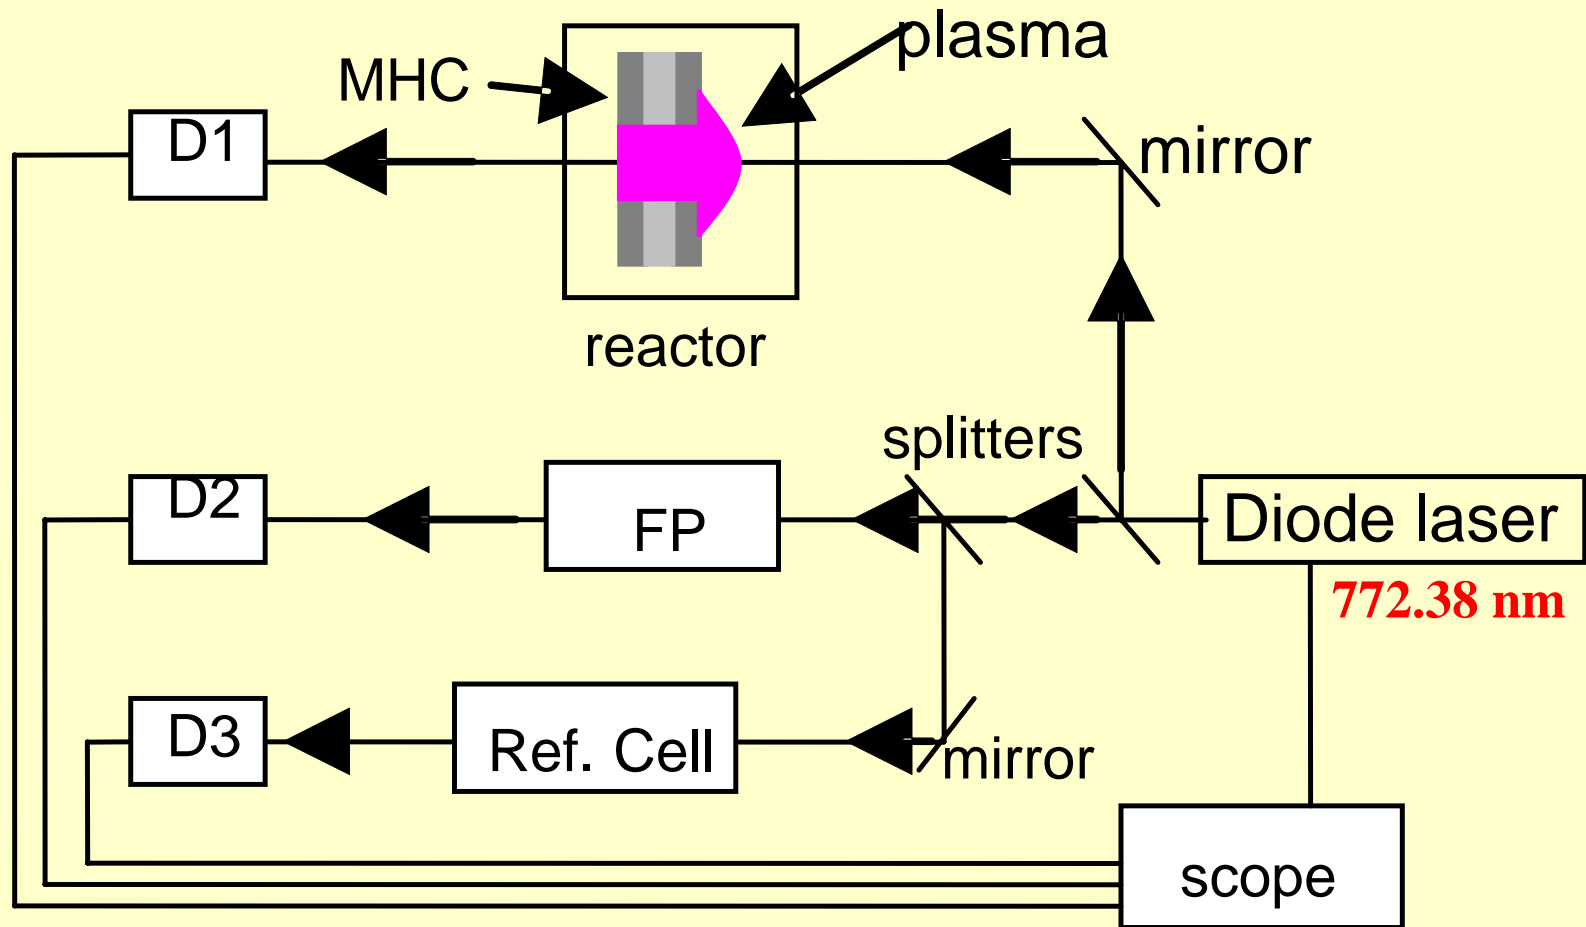 plasma
MHC
D1
mirror
reactor
splitters
D2
FP
Diode laser
772.38 nm
D3
Ref. Cell
mirror
scope